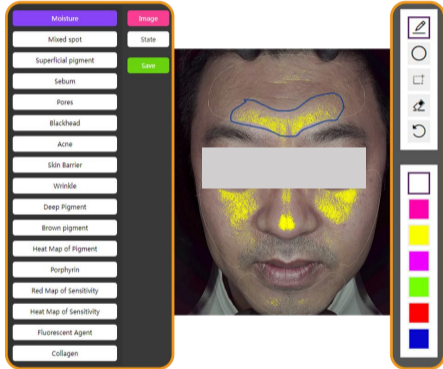 Moisture
Image
Mixed spot
State
Superficial pigment
Save
Sebum
Pores
Blackhead
Acne
Skin Barrier
Wrinkle
Deep Pigment
Brown pigment
Heat Map of Pigment
Porphyrin
Red Map of Sensitivity
Heat Map of Sensitivity
Fluorescent Agent
Collagen